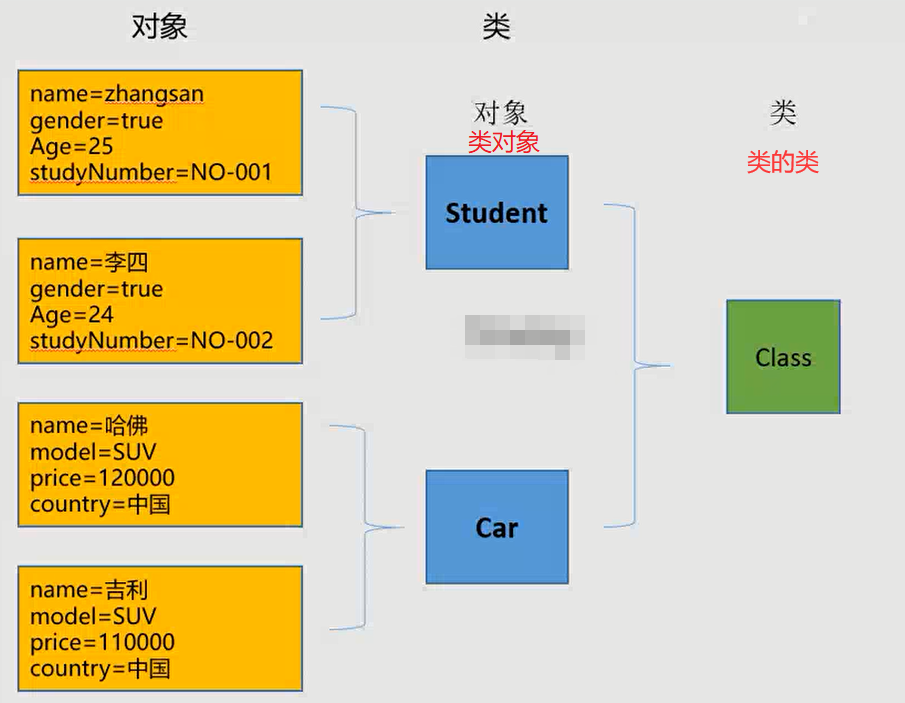 对象
类
name=zhangsan
gender=true
Age=25
studyNumber=NO-001
name=李四
gender=true
Age=24
studyNumber=NO-002
name=哈佛
model=SUV
price=120000
country=中国
name=吉利
model=SUV
price=110000
country=中国
对象
类对象
Student
Car
类
类的类
Class